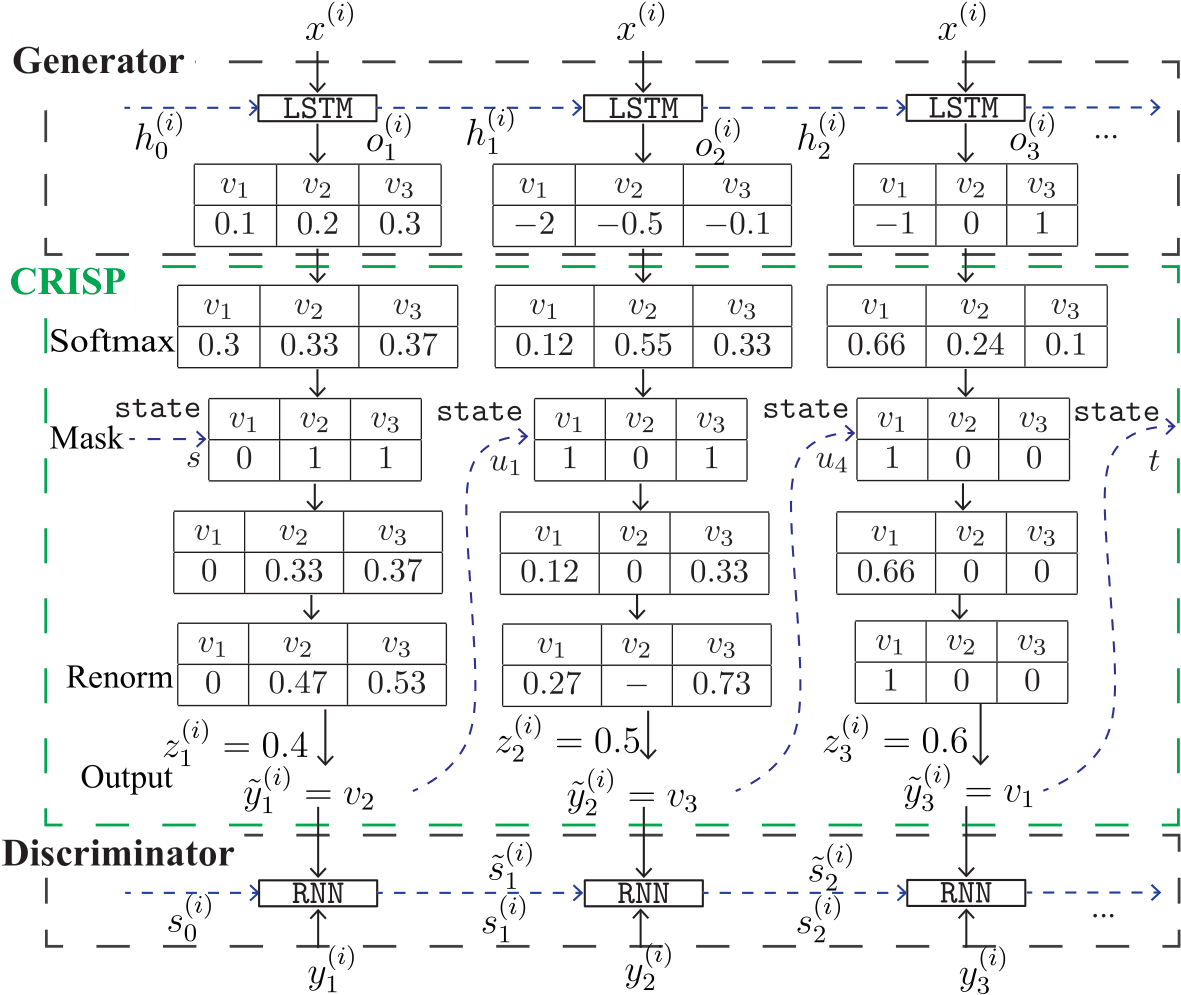 x^(i) x^(i) x^(i)
Generator
LSTM LSTM LSTM
h_0^(i) o_1^(i) h_1^(i) o_2^(i) h_2^(i) o_3^(i) ...
v_1 v_2 v_3 v_1 v_2 v_3 v_1 v_2 v_3
0.1 0.2 0.3 −2 −0.5 −0.1 −1 0 1
CRISP
v_1 v_2 v_3 v_1 v_2 v_3 v_1 v_2 v_3
Softmax 0.3 0.33 0.37 0.12 0.55 0.33 0.66 0.24 0.1
state v_1 v_2 v_3 state v_1 v_2 v_3 state v_1 v_2 v_3 state
Mask s 0 1 1 u_1 1 0 1 u_4 1 0 0 t
v_1 v_2 v_3 v_1 v_2 v_3 v_1 v_2 v_3
0 0.33 0.37 0.12 0 0.33 0.66 0 0
v_1 v_2 v_3 v_1 v_2 v_3 v_1 v_2 v_3
Renorm 0 0.47 0.53 0.27 − 0.73 1 0 0
z_1^(i) = 0.4 z_2^(i) = 0.5 z_3^(i) = 0.6
Output ỹ_1^(i) = v_2 ỹ_2^(i) = v_3 ỹ_3^(i) = v_1
Discriminator
s̃_1^(i) s̃_2^(i)
RNN RNN RNN
s_0^(i) s_1^(i) s_2^(i) ...
y_1^(i) y_2^(i) y_3^(i)